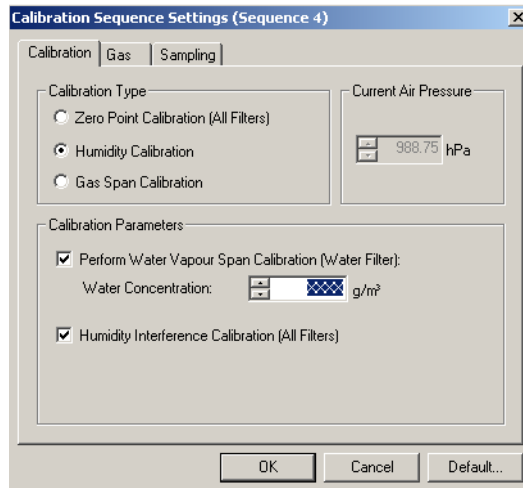 Calibration Sequence Settings (Sequence 4)
Calibration Gas Sampling
Calibration Type
Zero Point Calibration (All Filters)
Humidity Calibration
Gas Span Calibration
Current Air Pressure
988.75 hPa
Calibration Parameters
Perform Water Vapour Span Calibration (Water Filter):
Water Concentration: XXXX g/m³
Humidity Interference Calibration (All Filters)
OK Cancel Default...